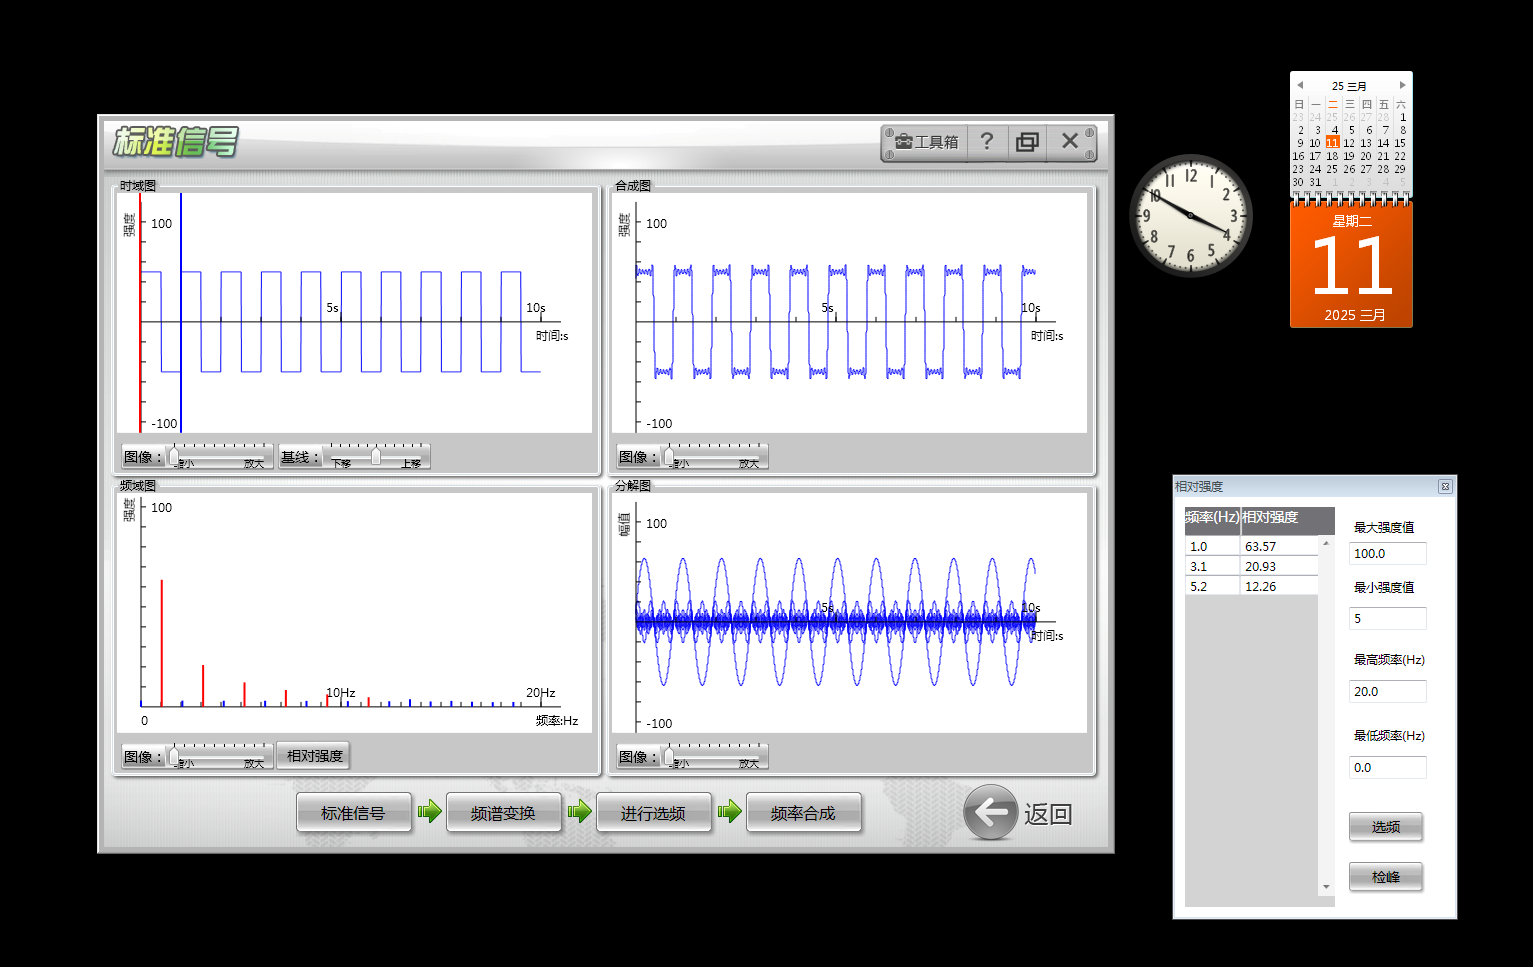 标准信号
工具箱
?
时域图
强度
100
5s
10s
时间:s
-100
图像：
缩小
放大
基线：
下移
上移
合成图
强度
100
5s
10s
时间:s
-100
图像：
缩小
放大
频域图
强度
100
10Hz
20Hz
0
频率:Hz
图像：
缩小
放大
相对强度
分解图
幅值
100
5s
10s
时间:s
-100
图像：
缩小
放大
标准信号
频谱变换
进行选频
频率合成
返回
12
1
2
3
4
5
6
7
8
9
10
11
25 三月
日 一 二 三 四 五 六
23 24 25 26 27 28 1
2 3 4 5 6 7 8
9 10 11 12 13 14 15
16 17 18 19 20 21 22
23 24 25 26 27 28 29
30 31 1 2 3 4 5
星期二
11
2025 三月
相对强度
频率(Hz) 相对强度
1.0 63.57
3.1 20.93
5.2 12.26
最大强度值
100.0
最小强度值
5
最高频率(Hz)
20.0
最低频率(Hz)
0.0
选频
检峰